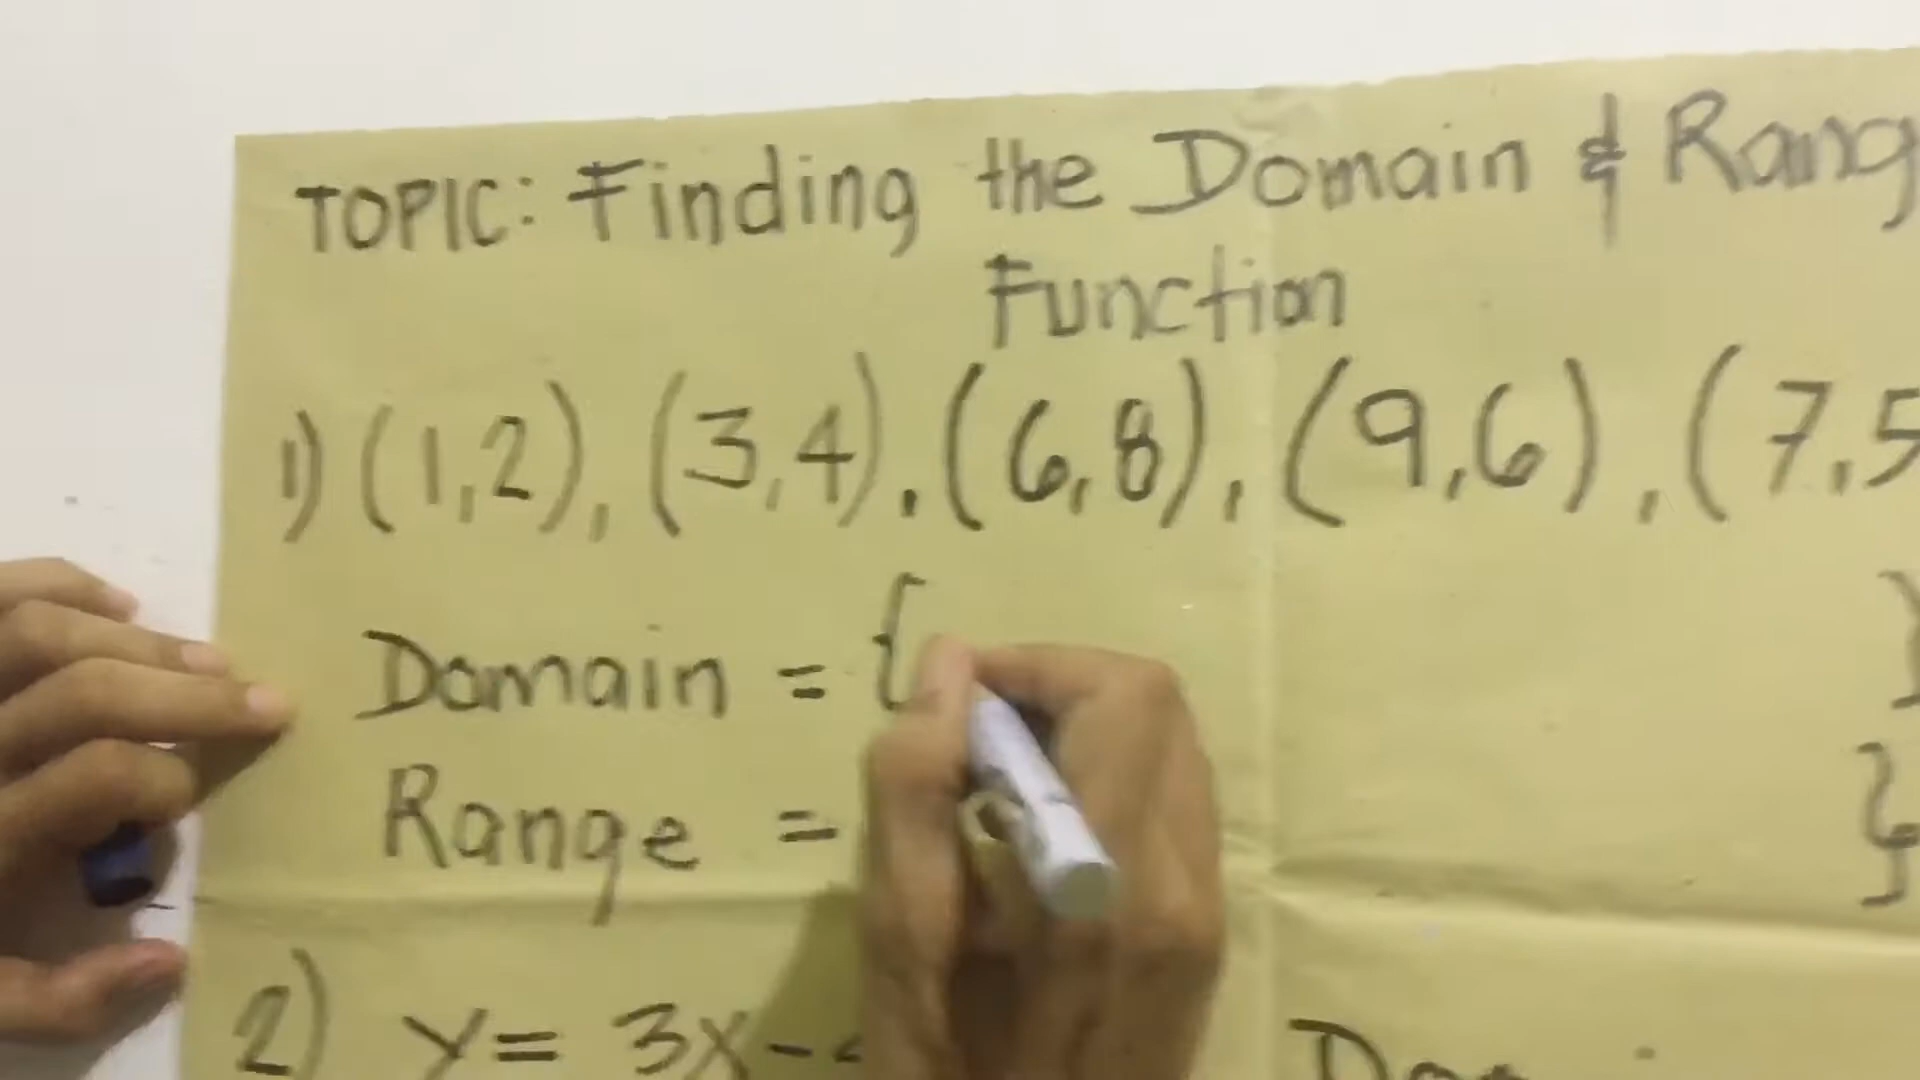 TOPIC: Finding the Domain & Rang
Function
1) (1,2), (3,4), (6,8), (9,6), (7,5
Domain = { }
Range = }
2) y = 3x-